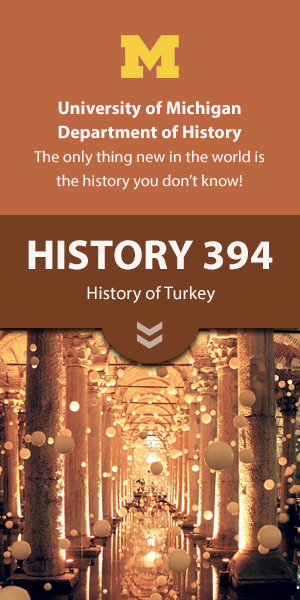 M
University of Michigan
Department of History
The only thing new in the world is
the history you don’t know!
HISTORY 394
History of Turkey